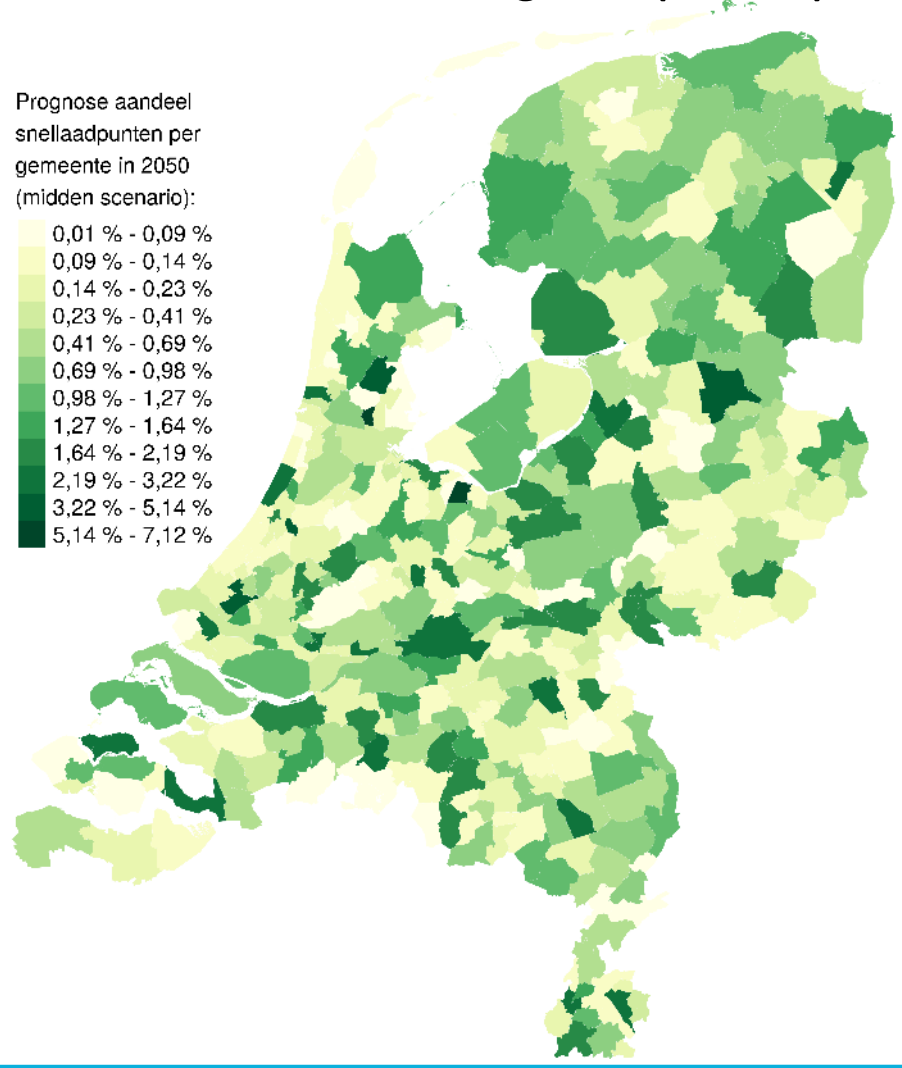 Prognose aandeel
snellaadpunten per
gemeente in 2050
(midden scenario):
0,01 % - 0,09 %
0,09 % - 0,14 %
0,14 % - 0,23 %
0,23 % - 0,41 %
0,41 % - 0,69 %
0,69 % - 0,98 %
0,98 % - 1,27 %
1,27 % - 1,64 %
1,64 % - 2,19 %
2,19 % - 3,22 %
3,22 % - 5,14 %
5,14 % - 7,12 %